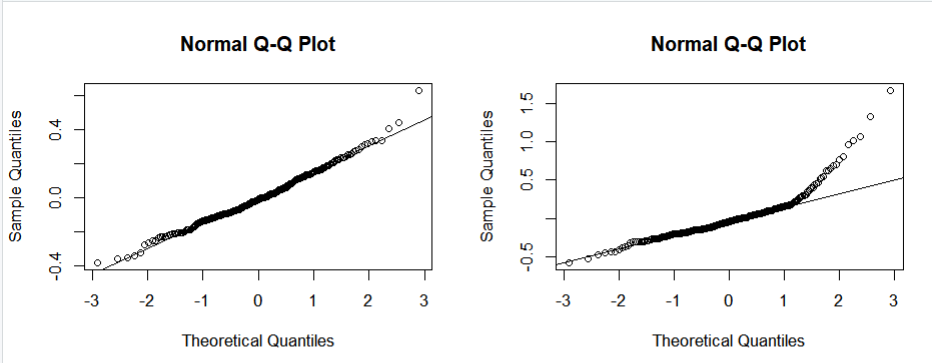 Normal Q-Q Plot
Sample Quantiles
0.4
0.0
-0.4
-3 -2 -1 0 1 2 3
Theoretical Quantiles
Normal Q-Q Plot
Sample Quantiles
1.5
1.0
0.5
-0.5
-3 -2 -1 0 1 2 3
Theoretical Quantiles